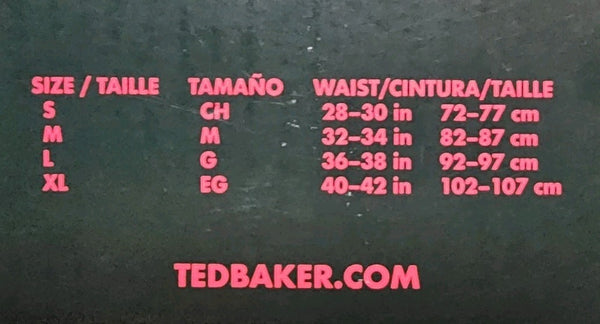 SIZE / TAILLE TAMAÑO WAIST/CINTURA/TAILLE
S CH 28–30 in 72–77 cm
M M 32–34 in 82–87 cm
L G 36–38 in 92–97 cm
XL EG 40–42 in 102–107 cm
TEDBAKER.COM